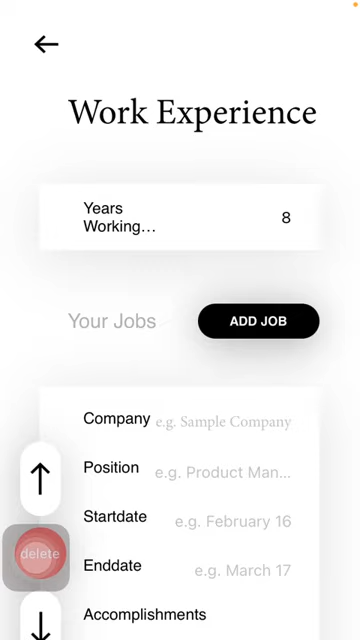 Work Experience
Years
Working...
8
Your Jobs
ADD JOB
Company e.g. Sample Company
Position e.g. Product Man...
Startdate e.g. February 16
delete
Enddate e.g. March 17
Accomplishments